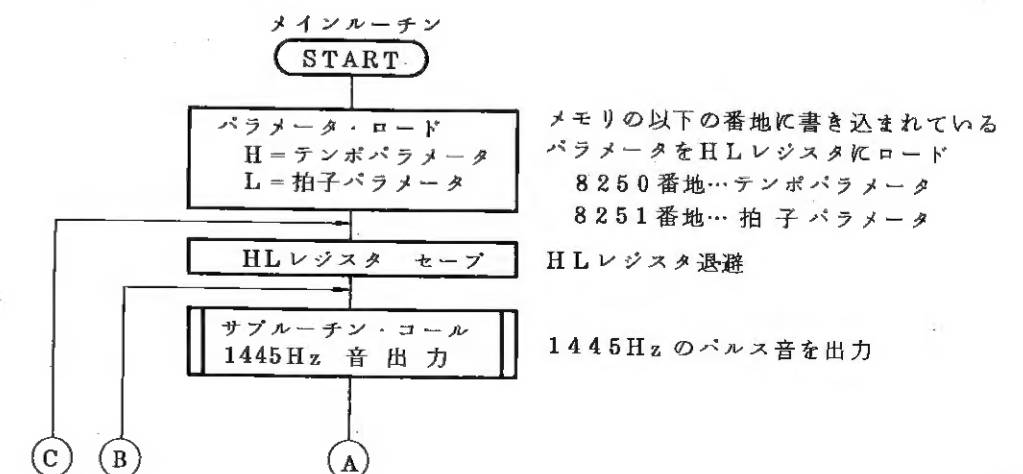 メインルーチン
START
パラメータ・ロード
H=テンポパラメータ
L=拍子パラメータ
メモリの以下の番地に書き込まれている
パラメータをHLレジスタにロード
8250番地…テンポパラメータ
8251番地…拍子パラメータ
HLレジスタ セーブ
HLレジスタ退避
サブルーチン・コール
1445Hz 音出力
1445Hzのパルス音を出力
C
B
A